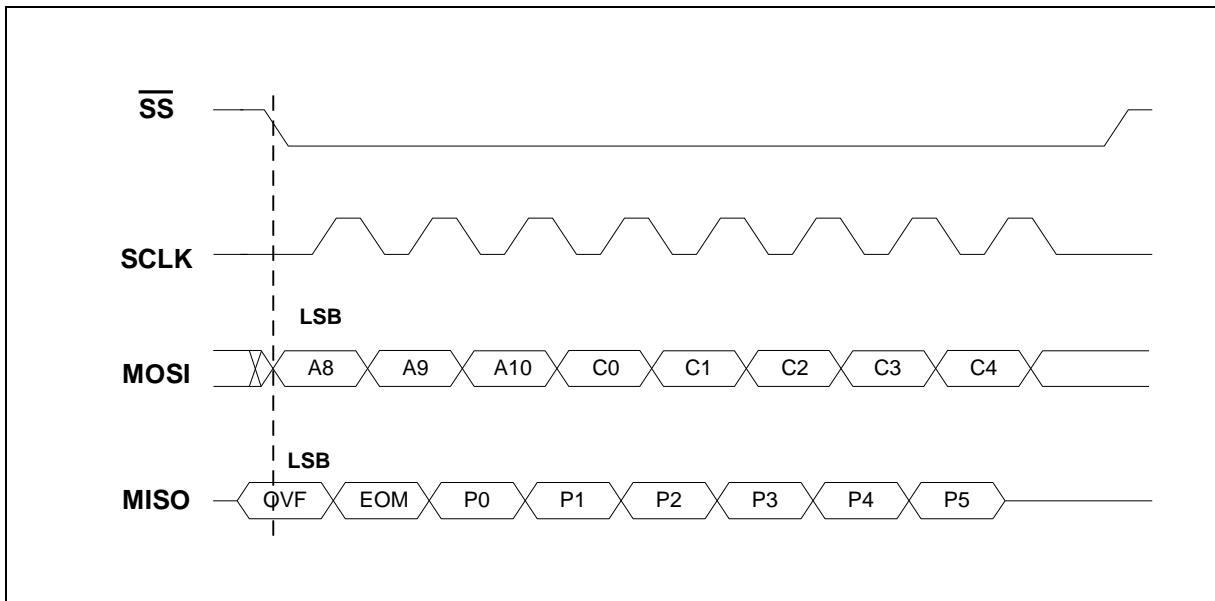 SS
SCLK
LSB
MOSI A8 A9 A10 C0 C1 C2 C3 C4
LSB
MISO OVF EOM P0 P1 P2 P3 P4 P5